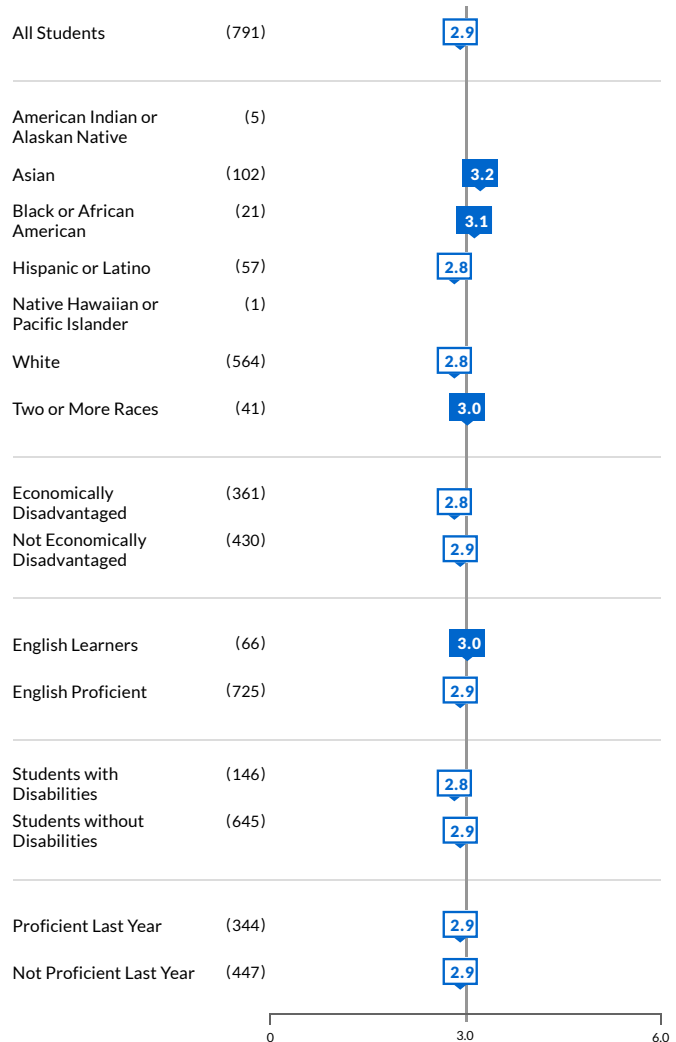 All Students (791) 2.9
American Indian or (5)
Alaskan Native
Asian (102) 3.2
Black or African (21) 3.1
American
Hispanic or Latino (57) 2.8
Native Hawaiian or (1)
Pacific Islander
White (564) 2.8
Two or More Races (41) 3.0
Economically (361) 2.8
Disadvantaged
Not Economically (430) 2.9
Disadvantaged
English Learners (66) 3.0
English Proficient (725) 2.9
Students with (146) 2.8
Disabilities
Students without (645) 2.9
Disabilities
Proficient Last Year (344) 2.9
Not Proficient Last Year (447) 2.9
0 3.0 6.0